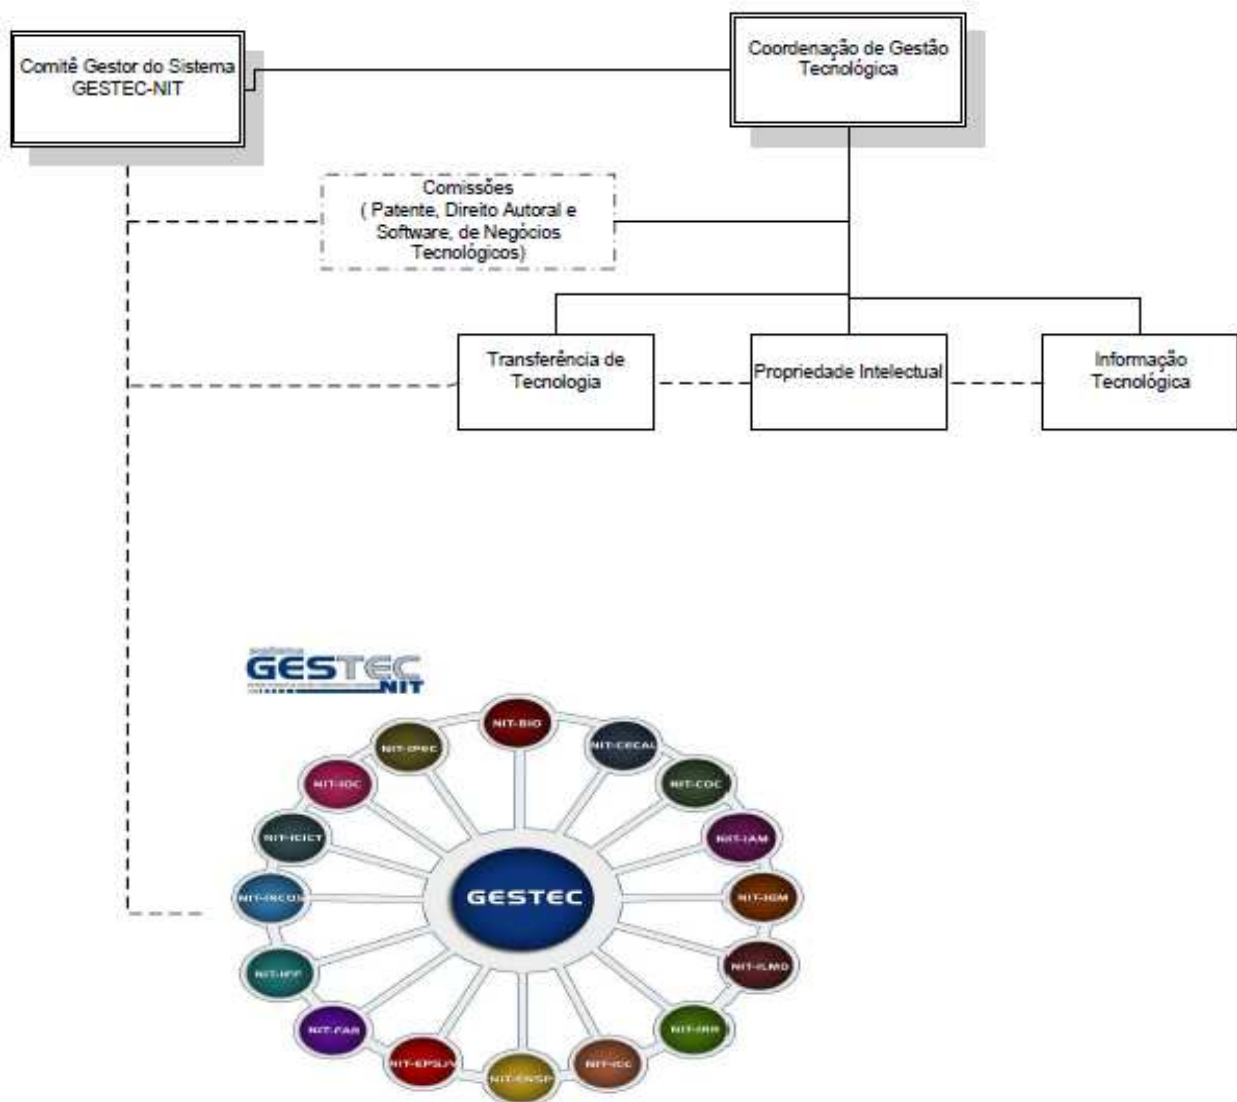 Comitê Gestor do Sistema
GESTEC-NIT
Coordenação de Gestão
Tecnológica
Comissões
( Patente, Direito Autoral e
Software, de Negócios
Tecnológicos)
Transferência de
Tecnologia
Propriedade Intelectual
Informação
Tecnológica
GESTEC
NIT
NIT-BIO
NIT-IPEC
NIT-CECAL
NIT-IOC
NIT-COC
NIT-ICICT
NIT-IAM
GESTEC
NIT-INCQS
NIT-IGM
NIT-IFF
NIT-ILMD
NIT-FAR
NIT-IRR
NIT-EPSJV
NIT-ICC
NIT-ENSP